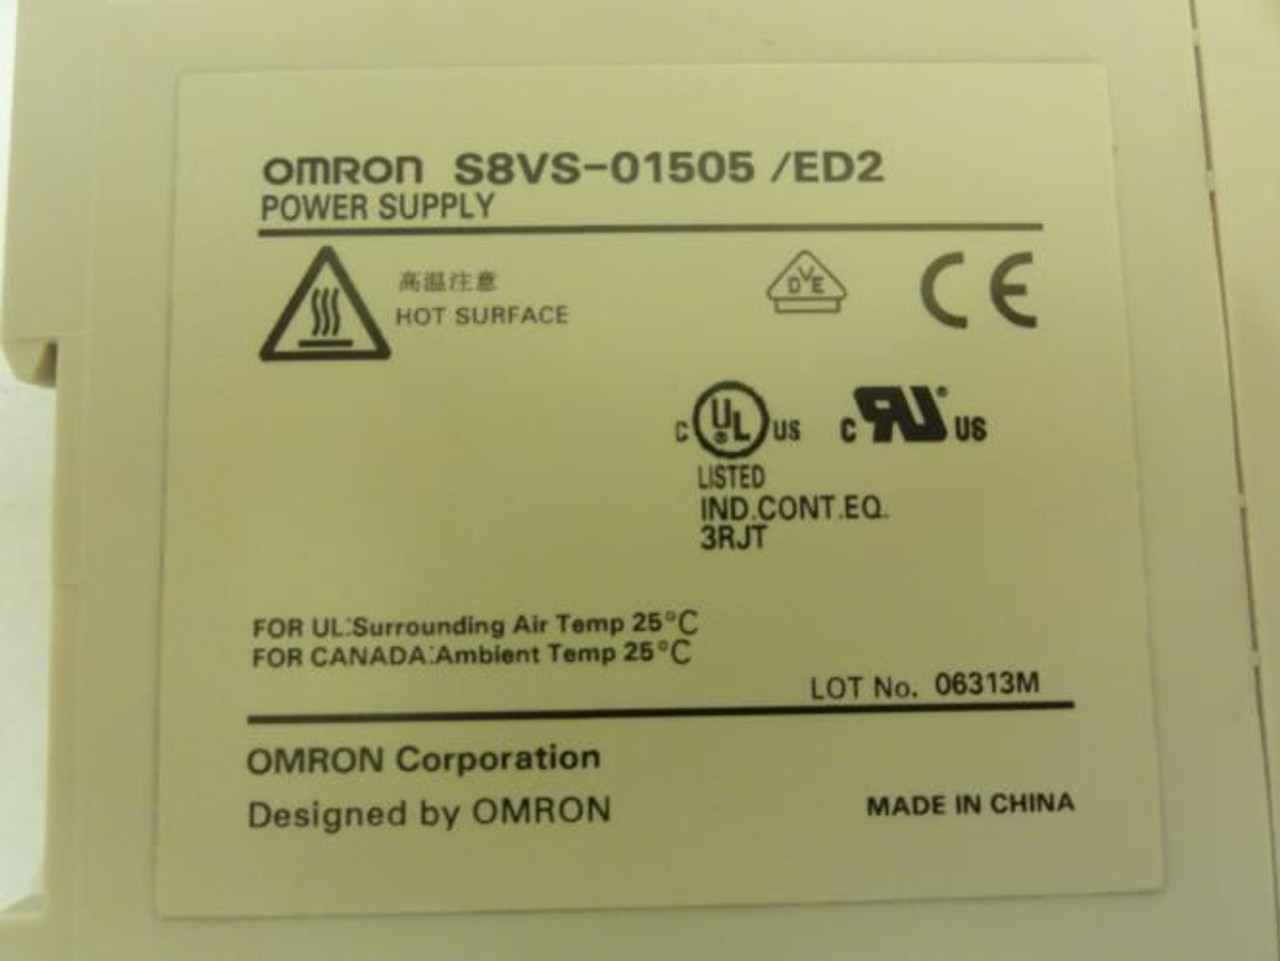 OMRON S8VS-01505 /ED2
POWER SUPPLY
高温注意
HOT SURFACE
DVE
CE
C UL US
C RU US
LISTED
IND.CONT.EQ.
3RJT
FOR UL:Surrounding Air Temp 25°C
FOR CANADA:Ambient Temp 25°C
LOT No. 06313M
OMRON Corporation
Designed by OMRON
MADE IN CHINA